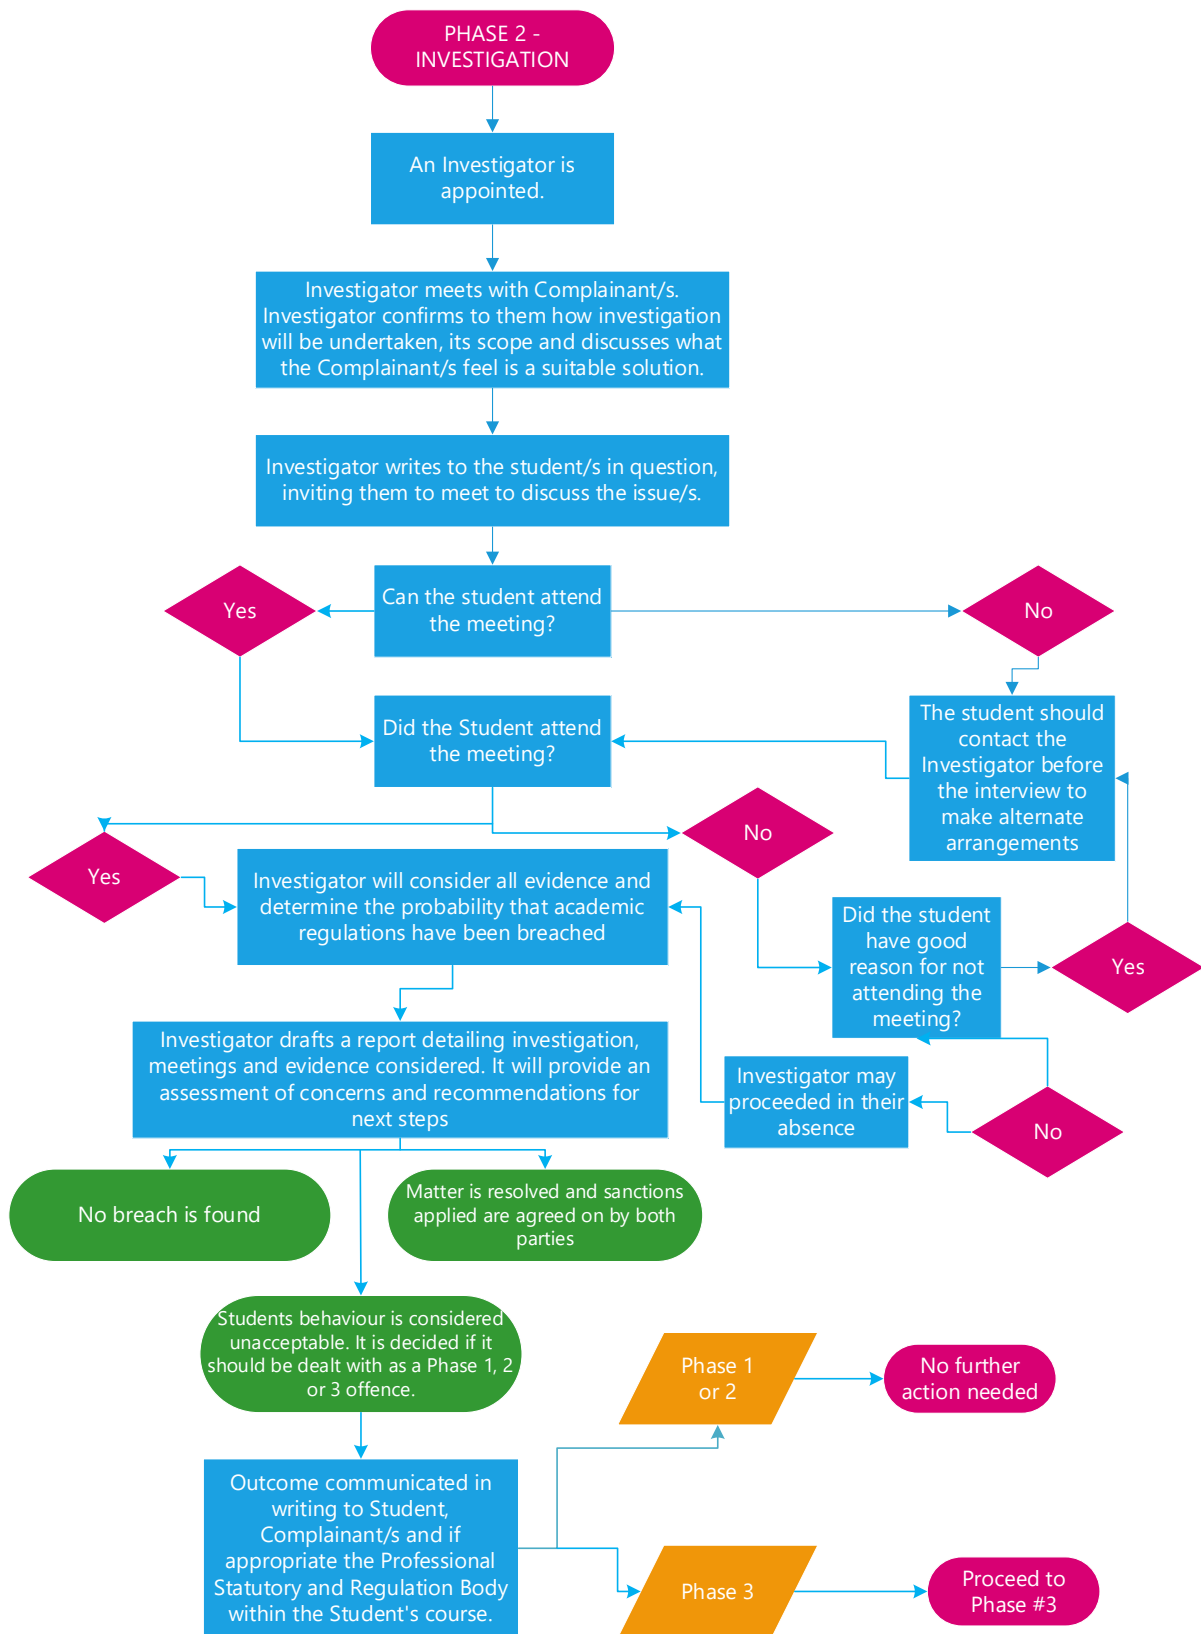 PHASE 2 -
INVESTIGATION
An Investigator is
appointed.
Investigator meets with Complainant/s.
Investigator confirms to them how investigation
will be undertaken, its scope and discusses what
the Complainant/s feel is a suitable solution.
Investigator writes to the student/s in question,
inviting them to meet to discuss the issue/s.
Yes
Can the student attend
the meeting?
No
Did the Student attend
the meeting?
The student should
contact the
Investigator before
the interview to
make alternate
arrangements
No
Yes
Investigator will consider all evidence and
determine the probability that academic
regulations have been breached
Did the student
have good
reason for not
attending the
meeting?
Yes
Investigator drafts a report detailing investigation,
meetings and evidence considered. It will provide an
assessment of concerns and recommendations for
next steps
Investigator may
proceeded in their
absence
No
No breach is found
Matter is resolved and sanctions
applied are agreed on by both
parties
Students behaviour is considered
unacceptable. It is decided if it
should be dealt with as a Phase 1, 2
or 3 offence.
Phase 1
or 2
No further
action needed
Outcome communicated in
writing to Student,
Complainant/s and if
appropriate the Professional
Statutory and Regulation Body
within the Student's course.
Phase 3
Proceed to
Phase #3